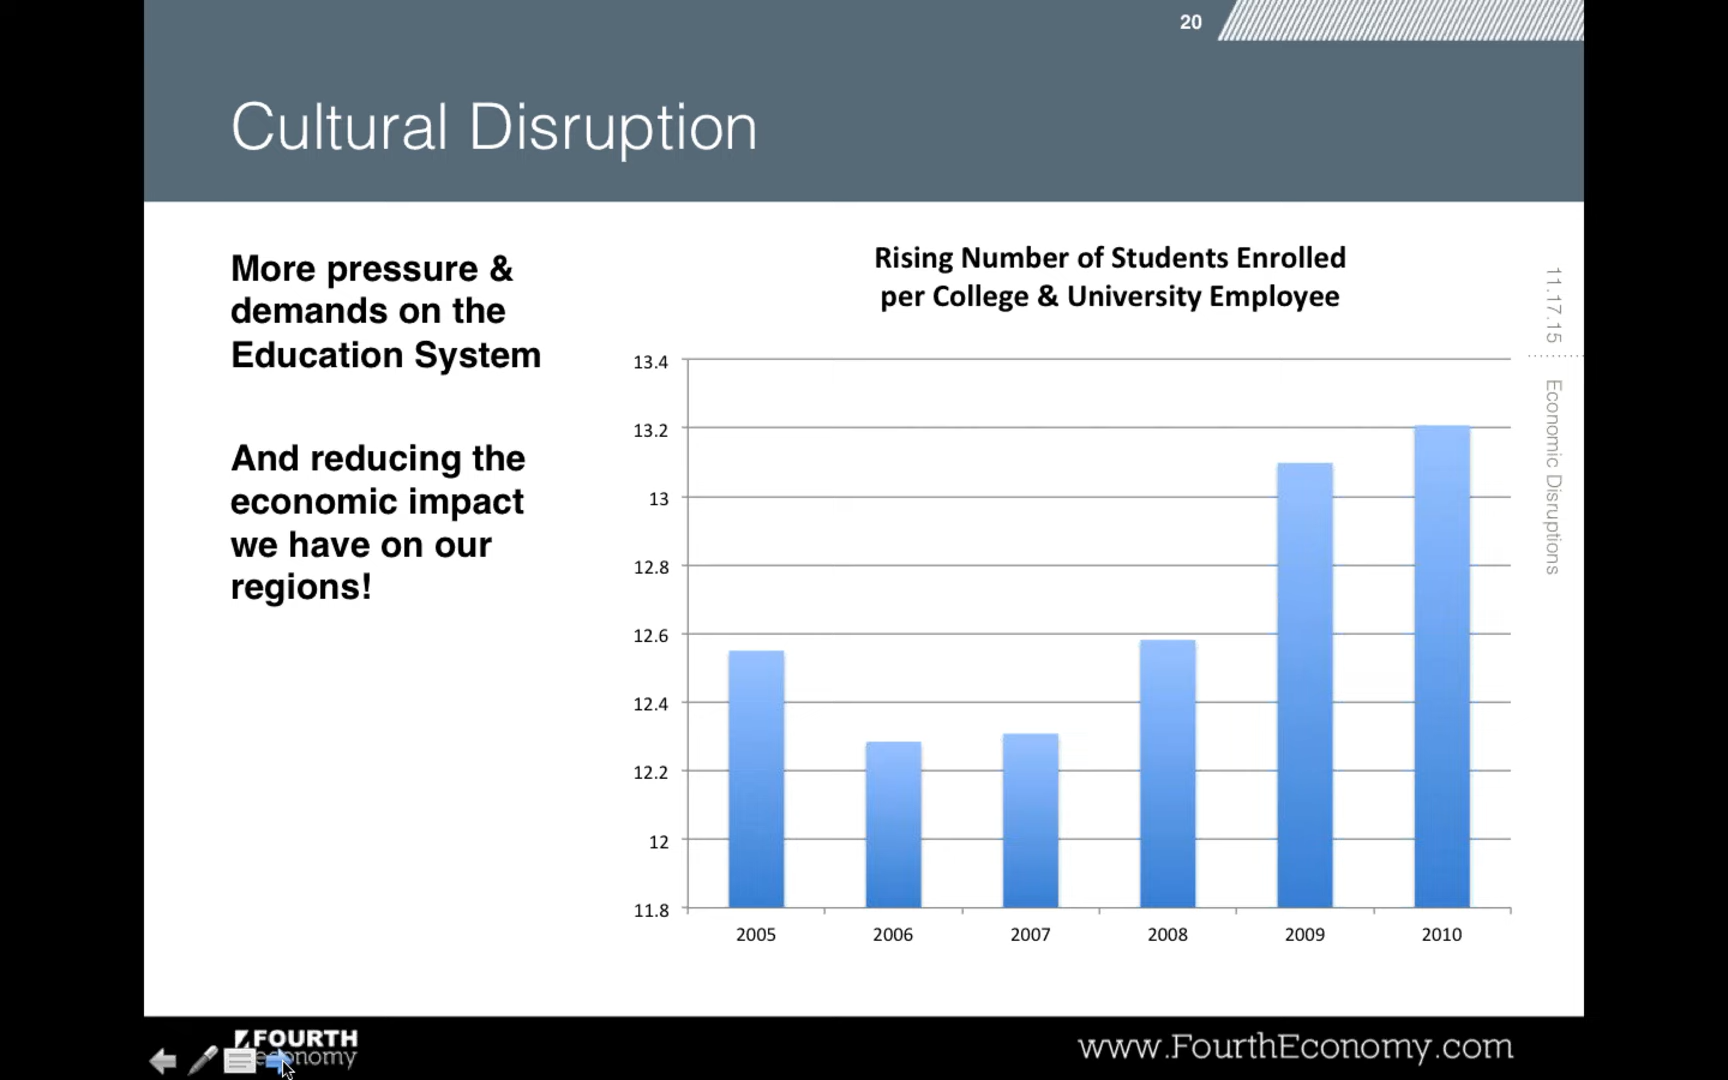 20
Cultural Disruption
More pressure &
demands on the
Education System
And reducing the
economic impact
we have on our
regions!
Rising Number of Students Enrolled
per College & University Employee
13.4
13.2
13
12.8
12.6
12.4
12.2
12
11.8
2005 2006 2007 2008 2009 2010
11.17.15
Economic Disruptions
FOURTH
economy
www.FourthEconomy.com